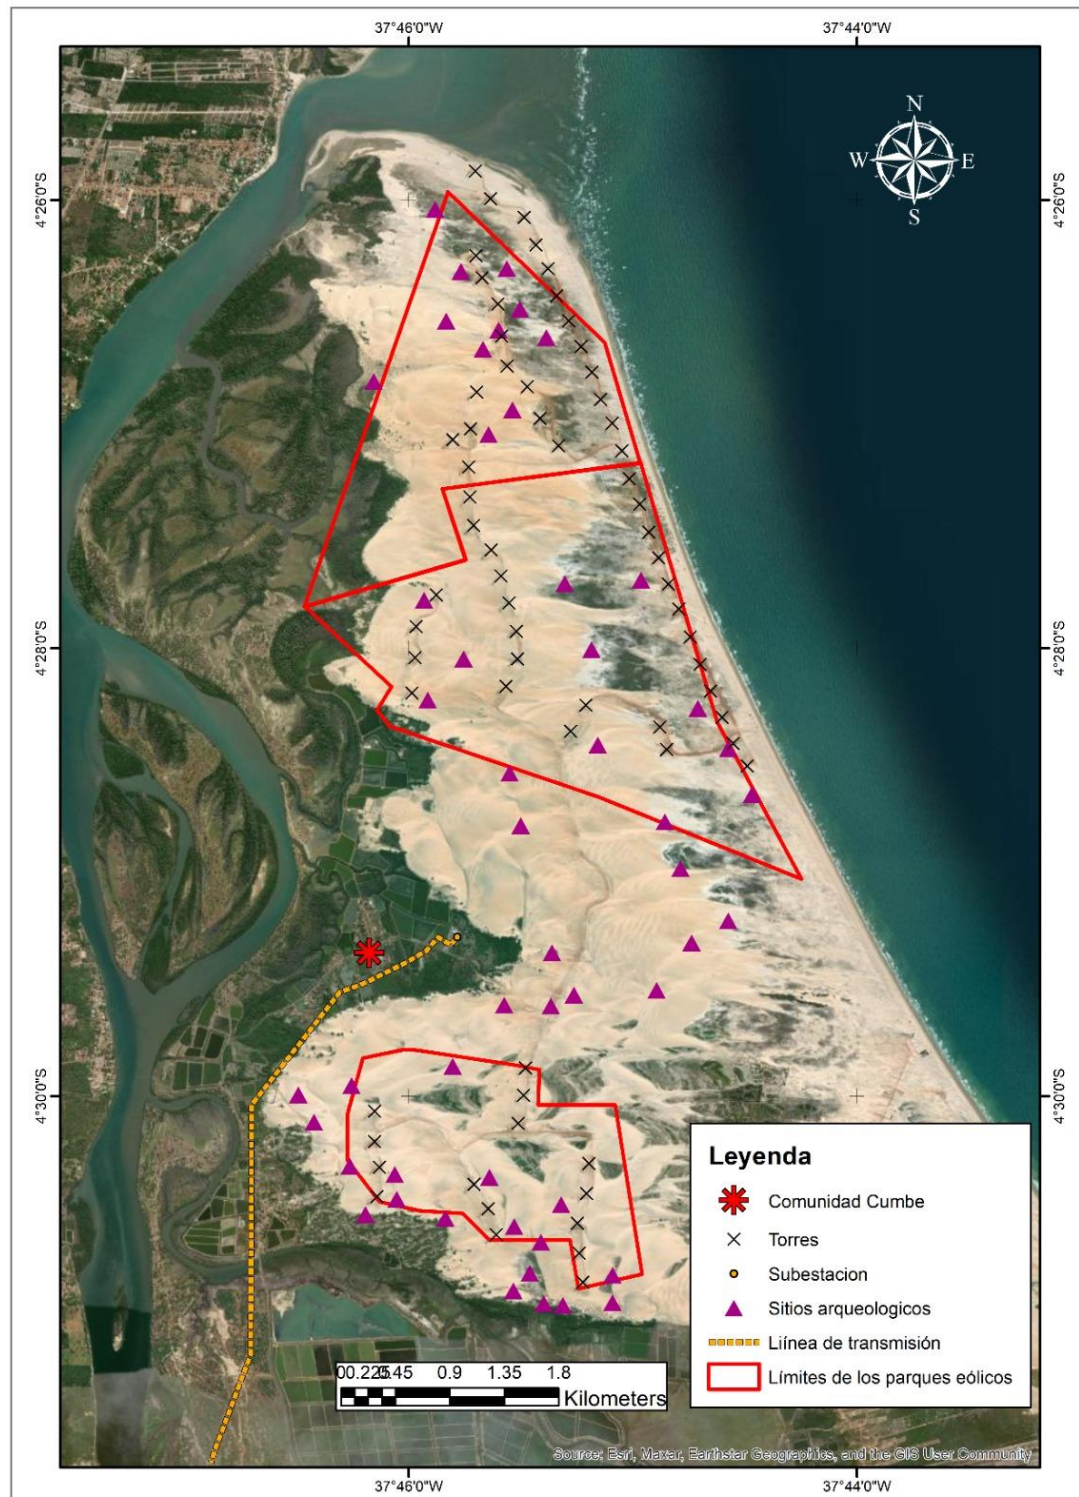 37°46'0"W 37°44'0"W
N
W E
S
4°26'0"S 4°26'0"S
4°28'0"S 4°28'0"S
4°30'0"S 4°30'0"S
Leyenda
Comunidad Cumbe
Torres
Subestacion
Sitios arqueologicos
Liínea de transmisión
Límites de los parques eólicos
00.2250.45 0.9 1.35 1.8
Kilometers
Source: Esri, Maxar, Earthstar Geographics, and the GIS User Community
37°46'0"W 37°44'0"W